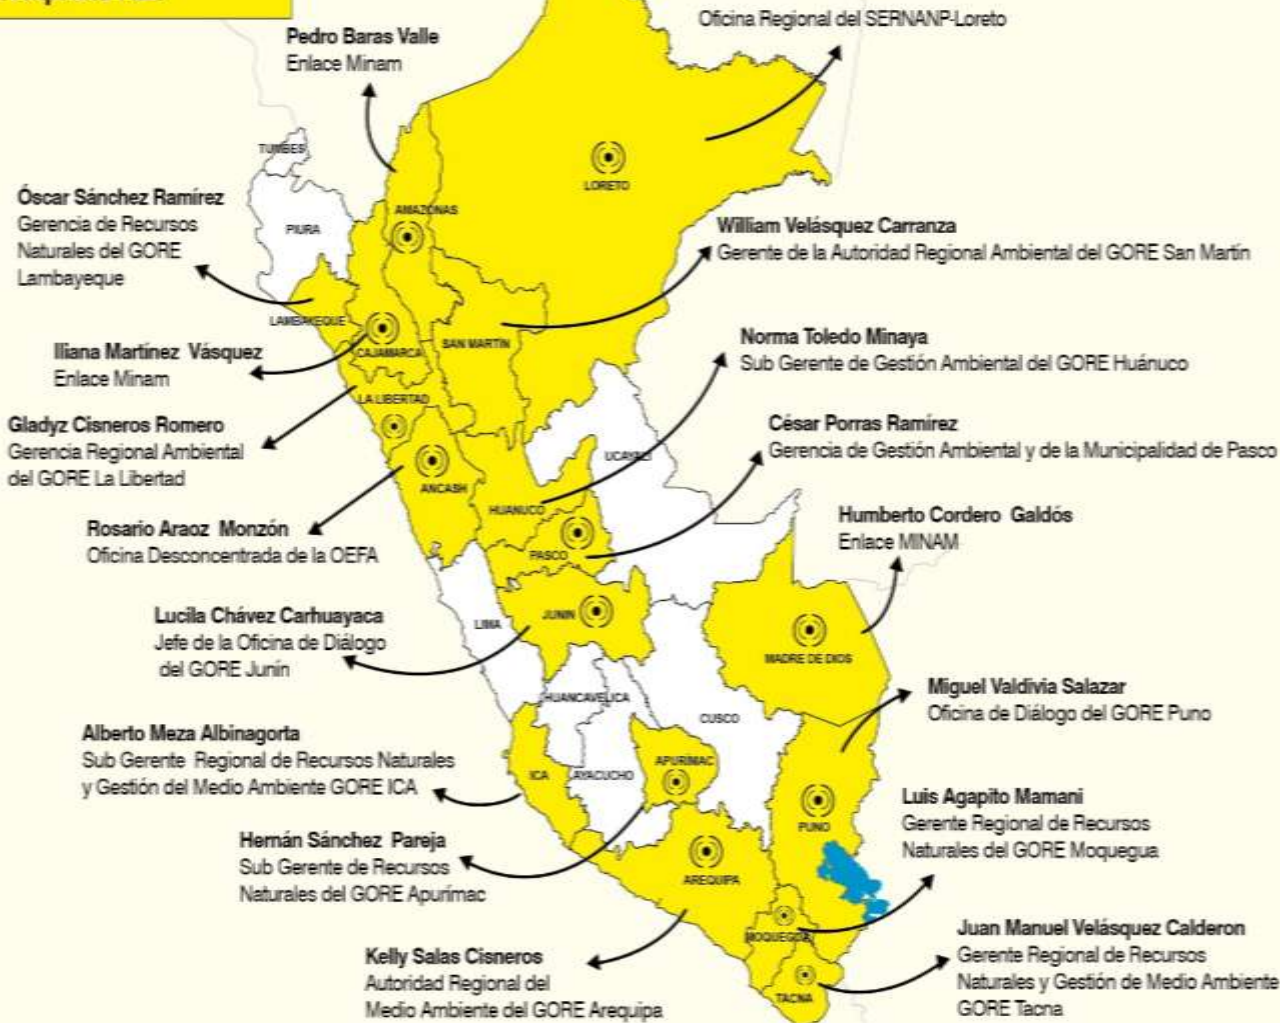 Oficina Regional del SERNANP-Loreto
Pedro Baras Valle
Enlace Minam
TUMBES
LORETO
Óscar Sánchez Ramírez
Gerencia de Recursos
Naturales del GORE
Lambayeque
PIURA
AMAZONAS
William Velásquez Carranza
Gerente de la Autoridad Regional Ambiental del GORE San Martín
LAMBAYEQUE
CAJAMARCA
SAN MARTÍN
Iliana Martínez Vásquez
Enlace Minam
Norma Toledo Minaya
Sub Gerente de Gestión Ambiental del GORE Huánuco
LA LIBERTAD
Gladyz Cisneros Romero
Gerencia Regional Ambiental
del GORE La Libertad
César Porras Ramírez
Gerencia de Gestión Ambiental y de la Municipalidad de Pasco
UCAYALI
ANCASH
HUANUCO
Rosario Araoz Monzón
Oficina Desconcentrada de la OEFA
PASCO
Humberto Cordero Galdós
Enlace MINAM
Lucila Chávez Carhuayaca
Jefe de la Oficina de Diálogo
del GORE Junín
LIMA
JUNIN
MADRE DE DIOS
HUANCAVELICA
CUSCO
Miguel Valdivia Salazar
Oficina de Diálogo del GORE Puno
Alberto Meza Albinagorta
Sub Gerente Regional de Recursos Naturales
y Gestión del Medio Ambiente GORE ICA
ICA
AYACUCHO
APURÍMAC
PUNO
Luis Agapito Mamani
Gerente Regional de Recursos
Naturales del GORE Moquegua
Hernán Sánchez Pareja
Sub Gerente de Recursos
Naturales del GORE Apurímac
AREQUIPA
MOQUEGUA
Kelly Salas Cisneros
Autoridad Regional del
Medio Ambiente del GORE Arequipa
TACNA
Juan Manuel Velásquez Calderon
Gerente Regional de Recursos
Naturales y Gestión de Medio Ambiente
GORE Tacna